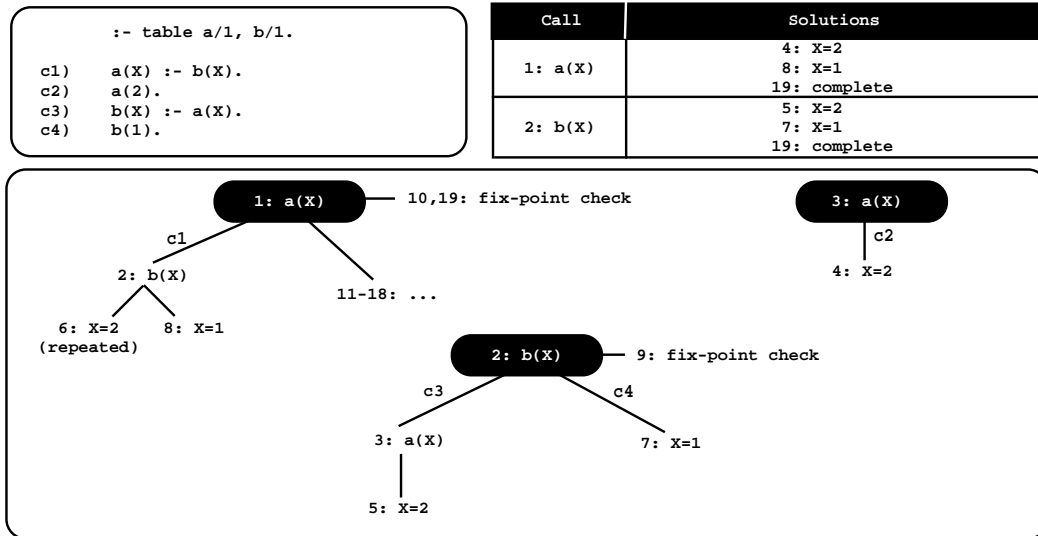 :- table a/1, b/1.
c1) a(X) :- b(X).
c2) a(2).
c3) b(X) :- a(X).
c4) b(1).
Call Solutions
1: a(X)
4: X=2
8: X=1
19: complete
2: b(X)
5: X=2
7: X=1
19: complete
1: a(X)
10,19: fix-point check
c1
2: b(X)
11-18: ...
6: X=2
(repeated)
8: X=1
3: a(X)
c2
4: X=2
2: b(X)
9: fix-point check
c3
c4
3: a(X)
7: X=1
5: X=2